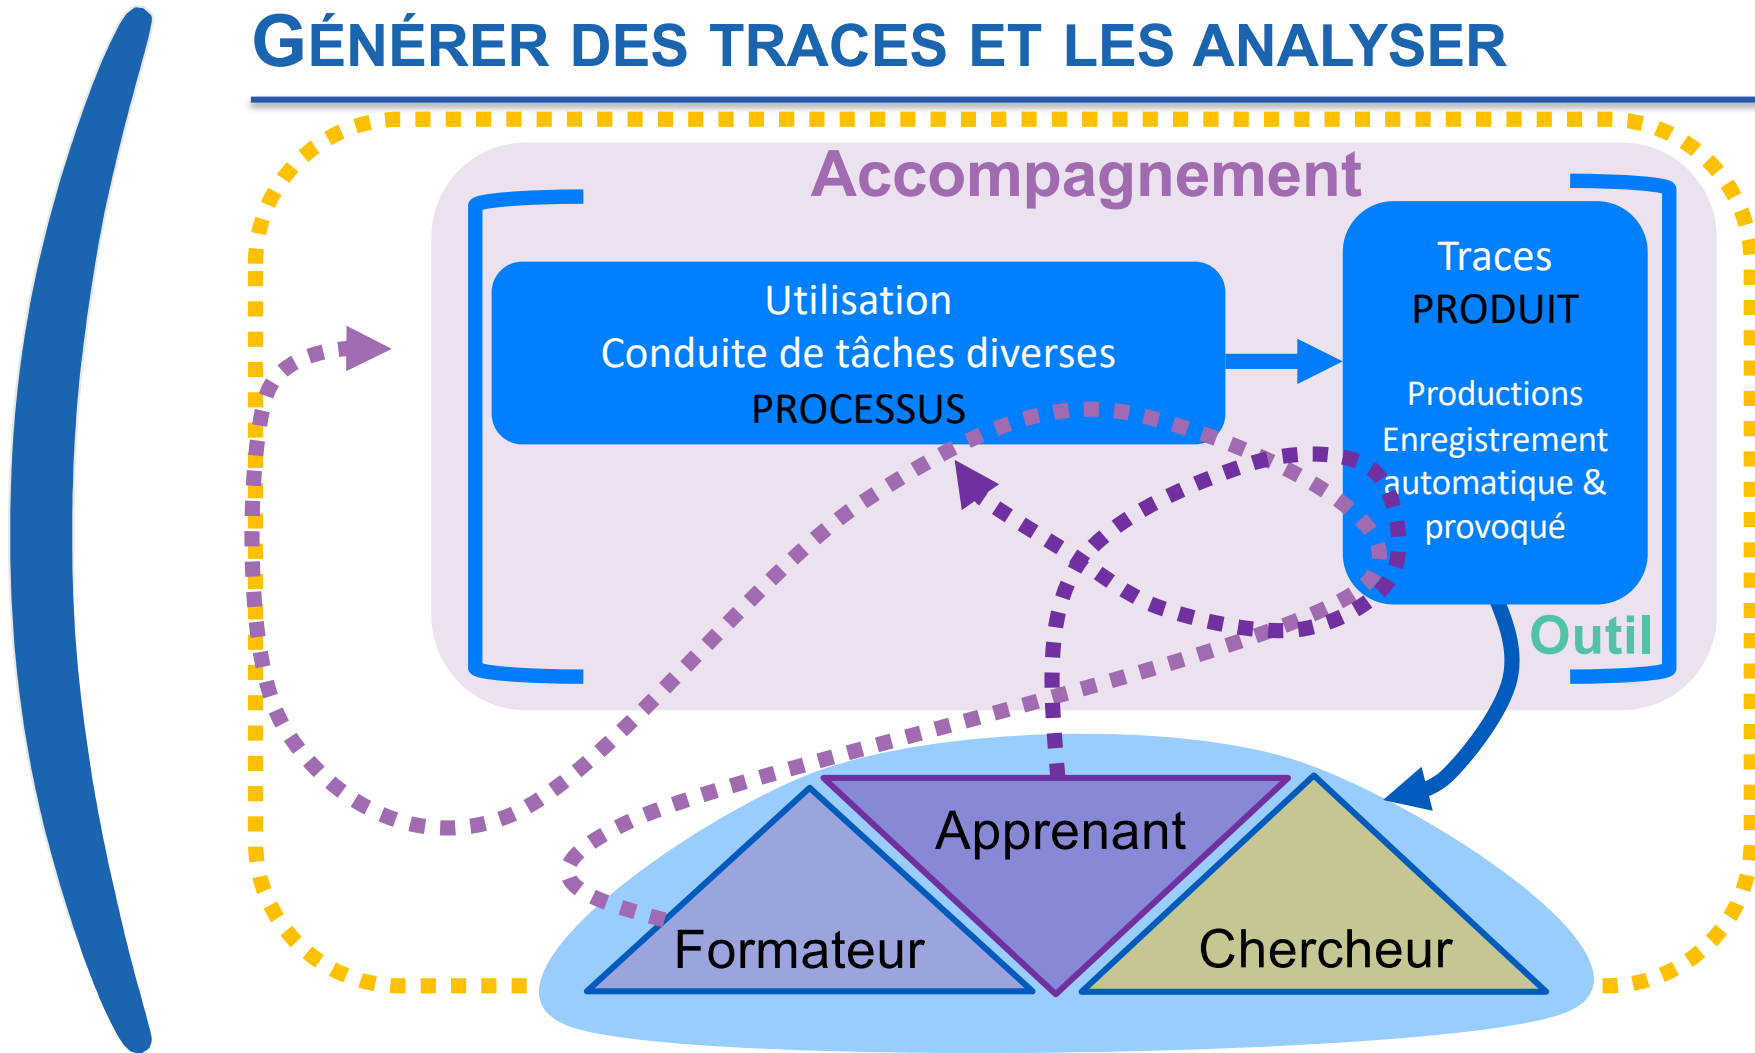 GÉNÉRER DES TRACES ET LES ANALYSER
Accompagnement
Utilisation
Conduite de tâches diverses
PROCESSUS
Traces
PRODUIT
Productions
Enregistrement
automatique &
provoqué
Outil
Apprenant
Formateur
Chercheur